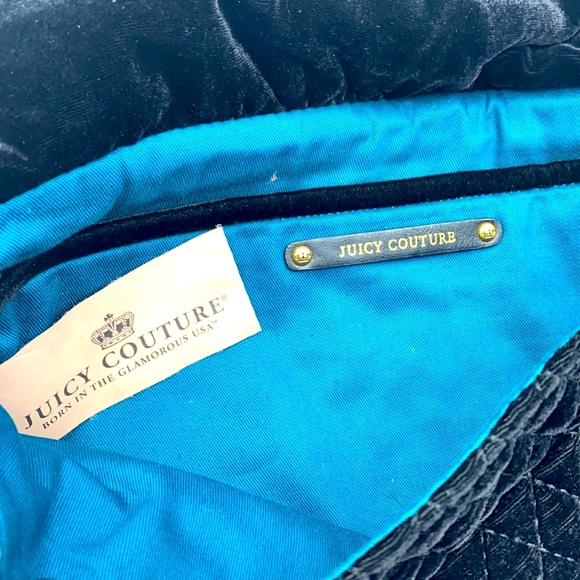 JUICY COUTURE
JUICY COUTURE®
BORN IN THE GLAMOROUS USA™